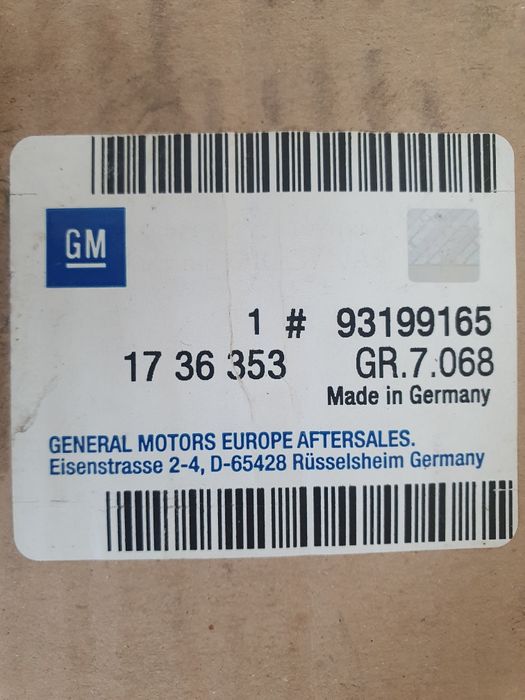 GM
1 # 93199165
17 36 353 GR.7.068
Made in Germany
GENERAL MOTORS EUROPE AFTERSALES.
Eisenstrasse 2-4, D-65428 Rüsselsheim Germany